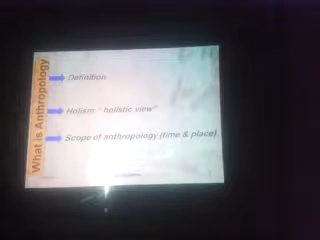 What is Anthropology
Definition
Holism " holistic view"
Scope of anthropology (time & place)